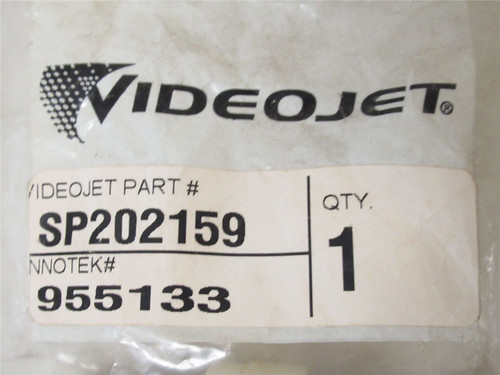 VIDEOJET®
VIDEOJET PART #
SP202159
QTY.
1
NNOTEK#
955133